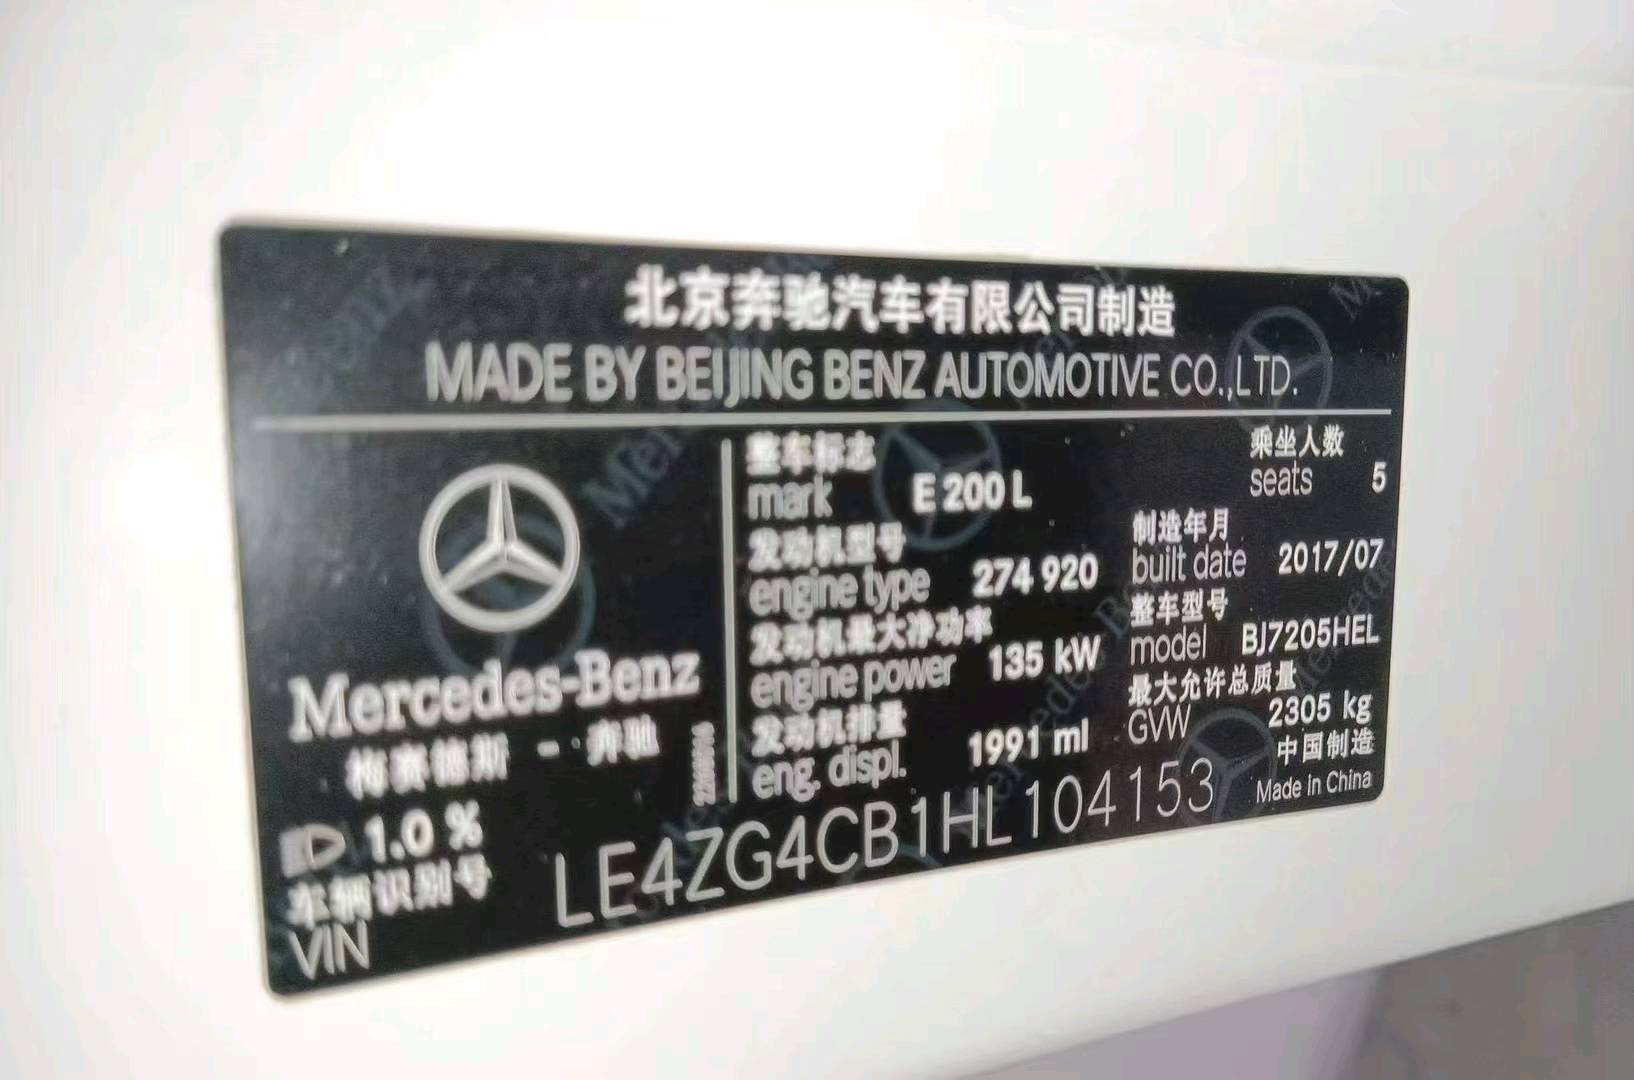 北京奔驰汽车有限公司制造
MADE BY BEIJING BENZ AUTOMOTIVE CO.,LTD.
Mercedes-Benz
梅赛德斯 - 奔驰
1.0 %
车辆识别号
VIN LE4ZG4CB1HL104153
整车标志
mark E 200 L
发动机型号
engine type 274 920
发动机最大净功率
engine power 135 kW
发动机排量
eng. displ. 1991 ml
乘坐人数
seats 5
制造年月
built date 2017/07
整车型号
model BJ7205HEL
最大允许总质量
GVW 2305 kg
中国制造
Made in China